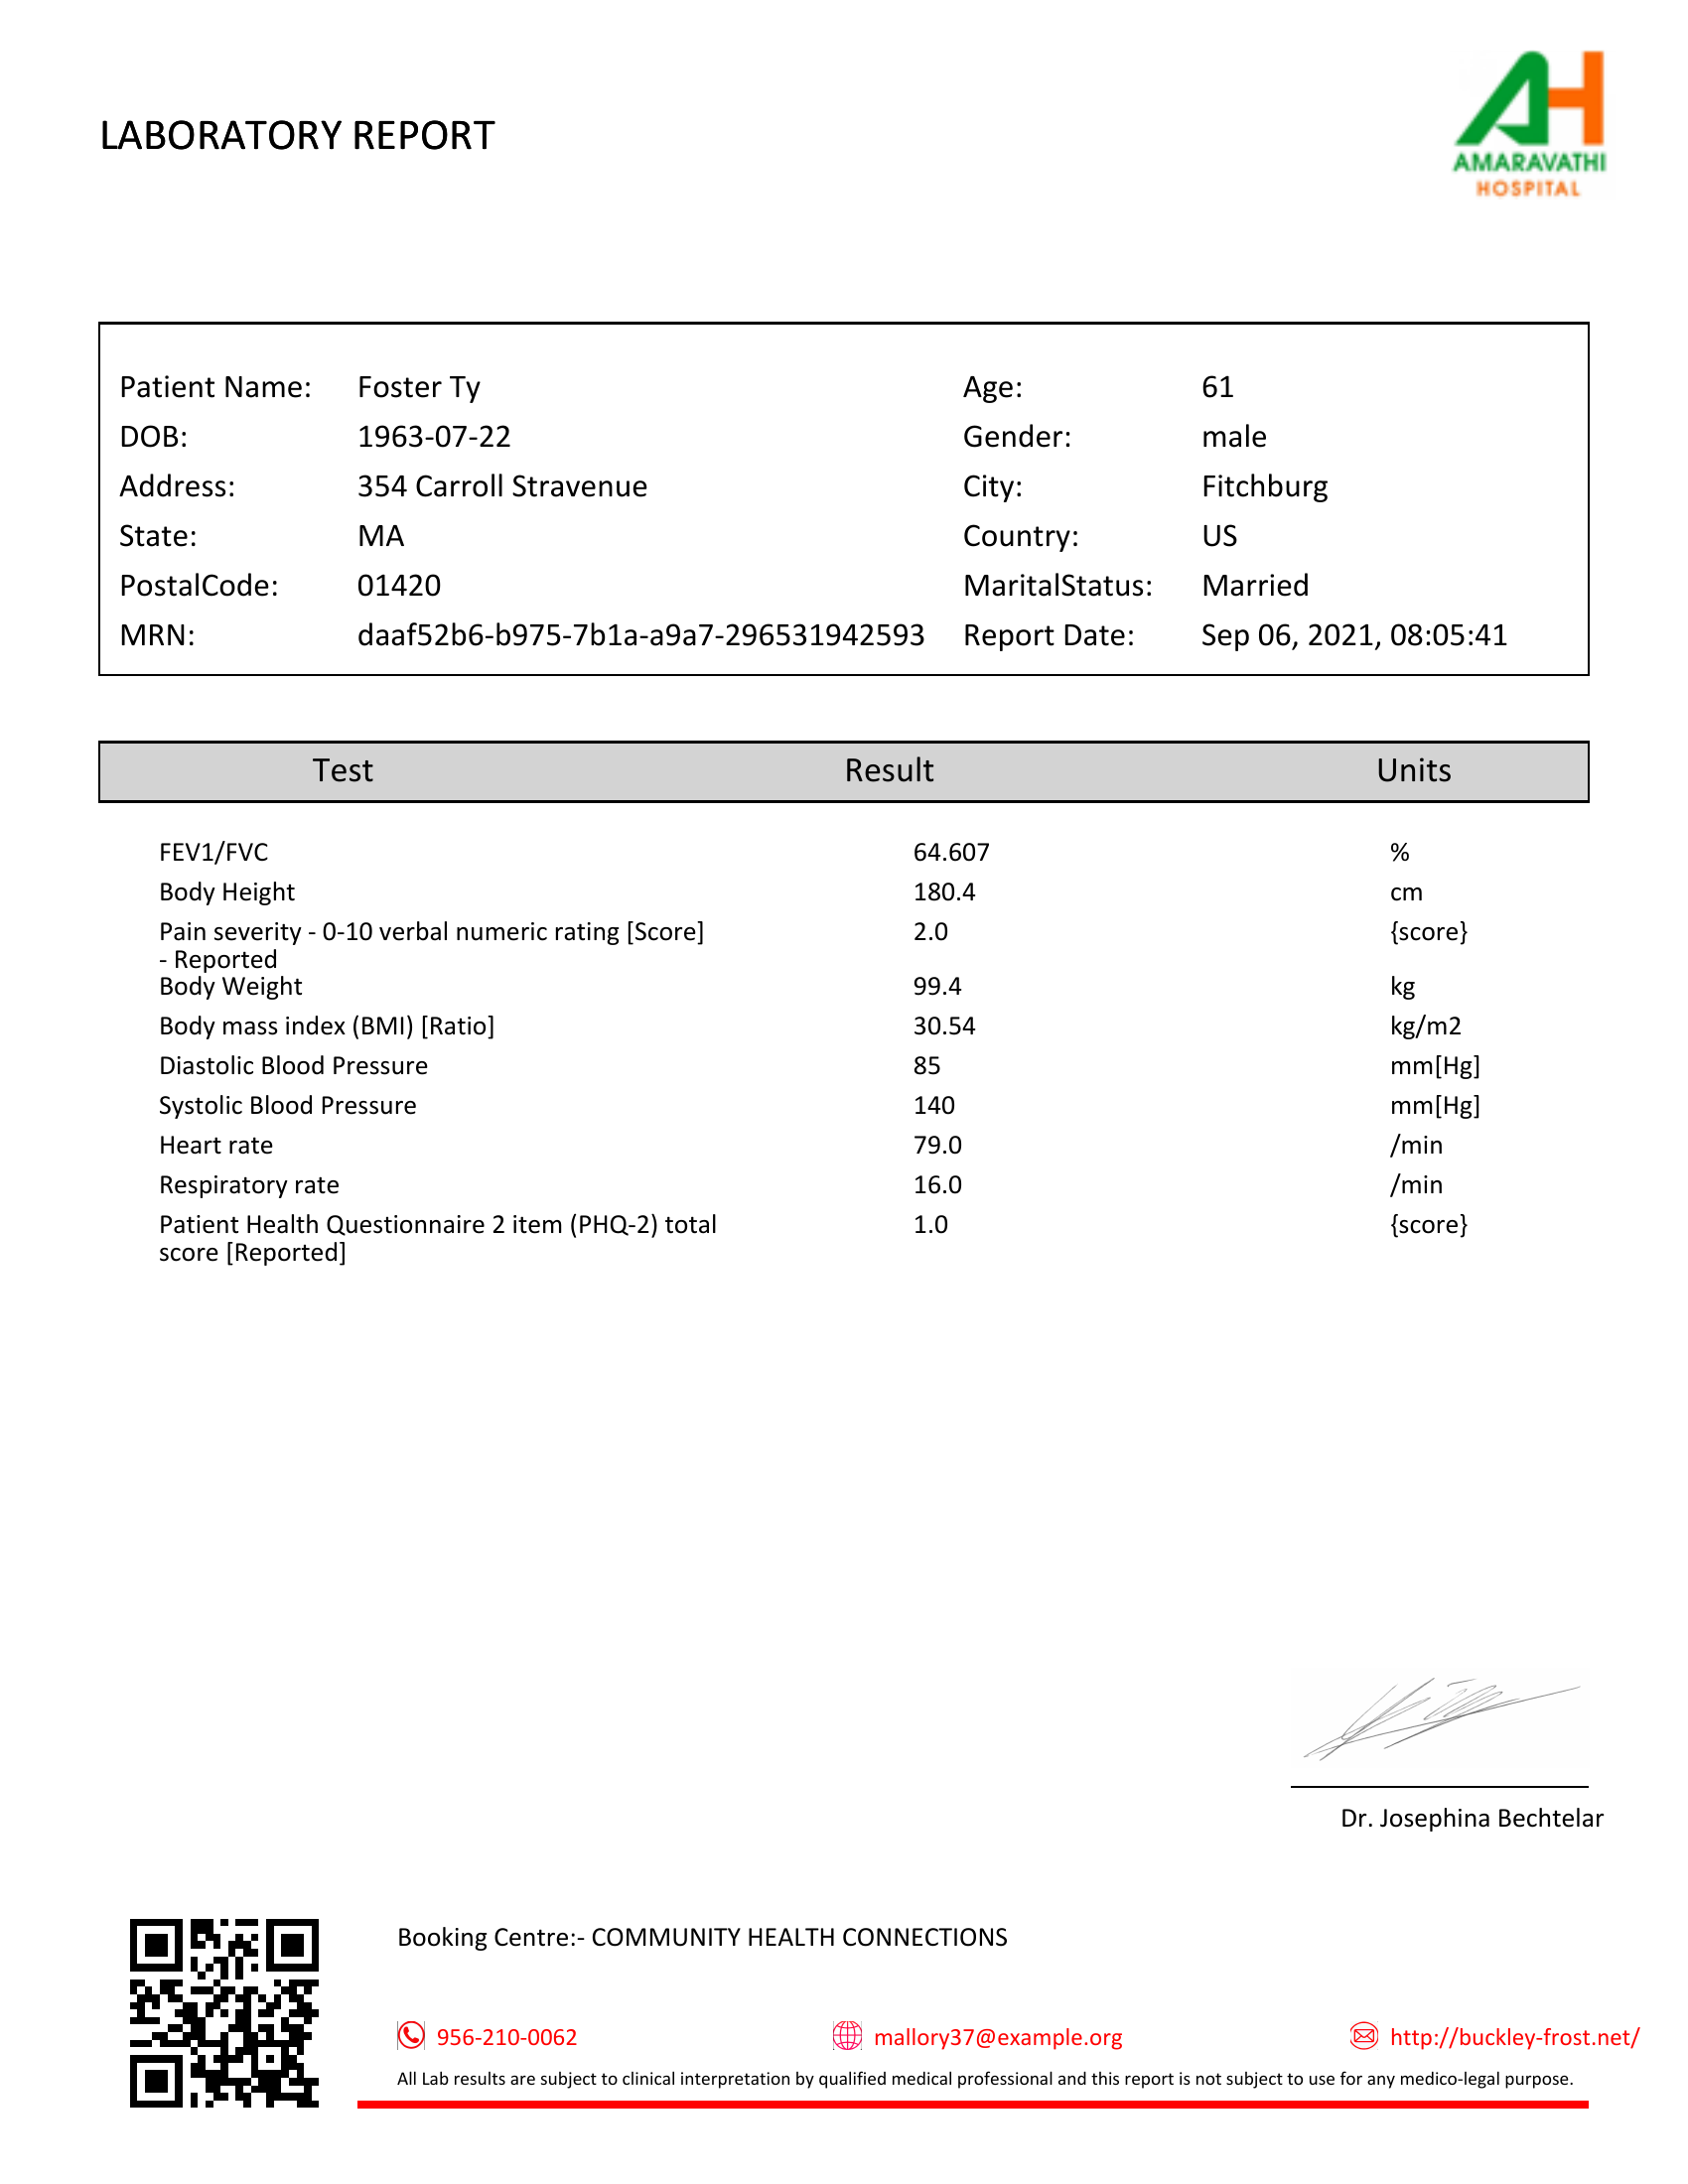 LABORATORY REPORT
AH
AMARAVATHI
HOSPITAL
Patient Name: Foster Ty Age: 61
DOB: 1963-07-22 Gender: male
Address: 354 Carroll Stravenue City: Fitchburg
State: MA Country: US
PostalCode: 01420 MaritalStatus: Married
MRN: daaf52b6-b975-7b1a-a9a7-296531942593 Report Date: Sep 06, 2021, 08:05:41
Test Result Units
FEV1/FVC 64.607 %
Body Height 180.4 cm
Pain severity - 0-10 verbal numeric rating [Score] 2.0 {score}
- Reported
Body Weight 99.4 kg
Body mass index (BMI) [Ratio] 30.54 kg/m2
Diastolic Blood Pressure 85 mm[Hg]
Systolic Blood Pressure 140 mm[Hg]
Heart rate 79.0 /min
Respiratory rate 16.0 /min
Patient Health Questionnaire 2 item (PHQ-2) total 1.0 {score}
score [Reported]
Dr. Josephina Bechtelar
Booking Centre:- COMMUNITY HEALTH CONNECTIONS
956-210-0062 mallory37@example.org http://buckley-frost.net/
All Lab results are subject to clinical interpretation by qualified medical professional and this report is not subject to use for any medico-legal purpose.